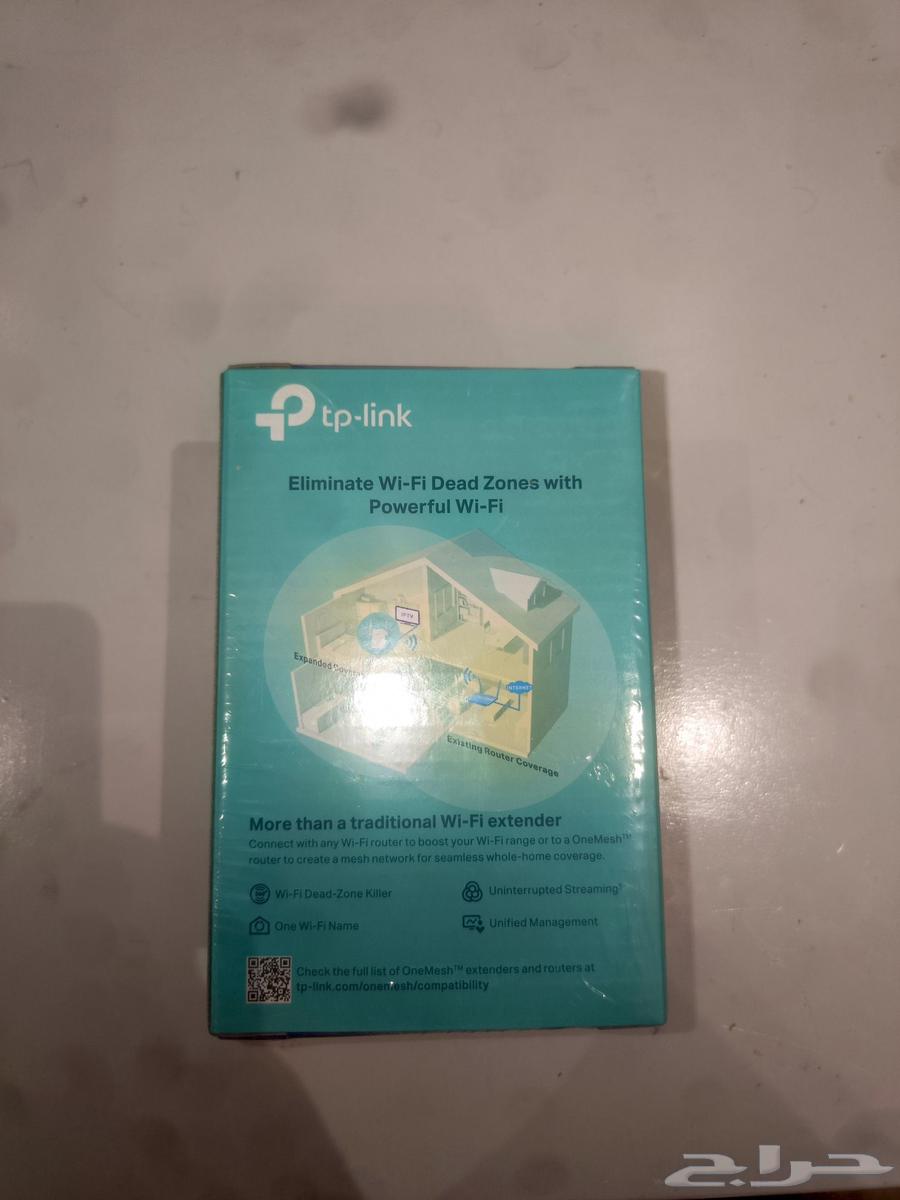 tp-link
Eliminate Wi-Fi Dead Zones with
Powerful Wi-Fi
IPTV
Expanded
INTERNET
Existing Router Coverage
More than a traditional Wi-Fi extender
Connect with any Wi-Fi router to boost your Wi-Fi range or to a OneMesh™
router to create a mesh network for seamless whole-home coverage.
Wi-Fi Dead-Zone Killer
Uninterrupted Streaming¹
One Wi-Fi Name
Unified Management
Check the full list of OneMesh™ extenders and routers at
tp-link.com/onemesh/compatibility
حراج